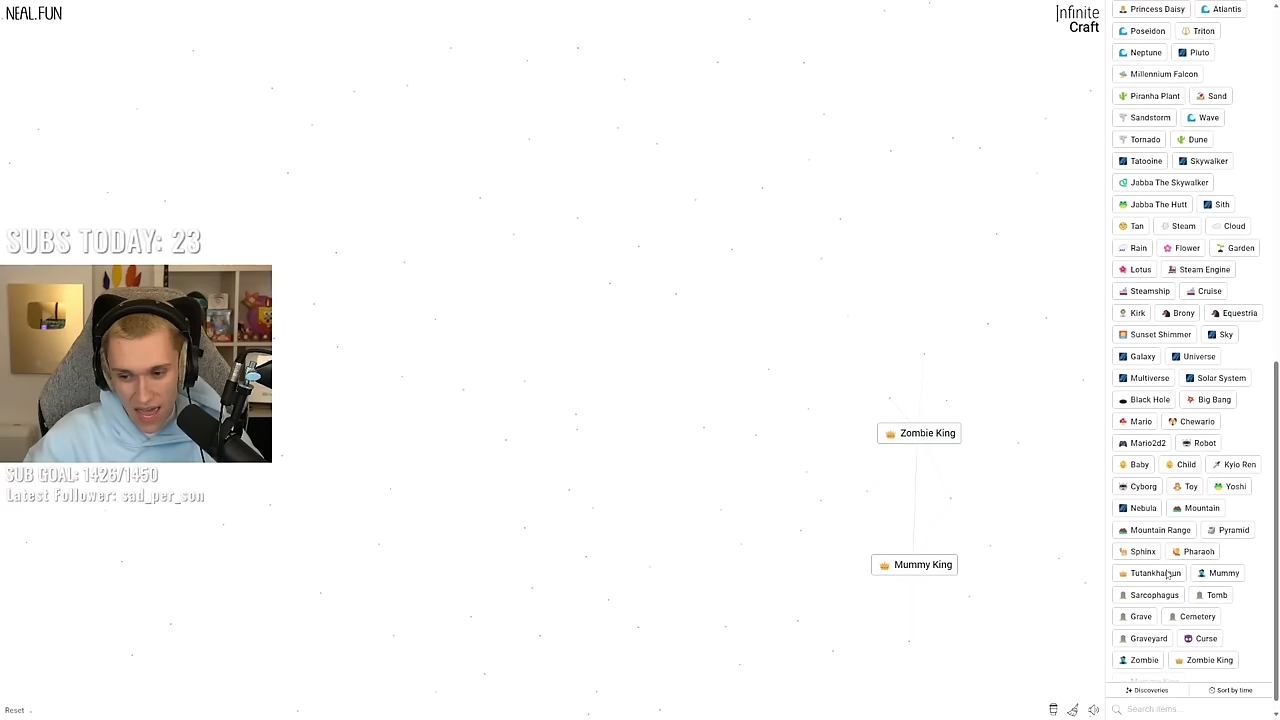 NEAL.FUN
Infinite
Craft
SUBS TODAY: 23
SUB GOAL: 1426/1450
Latest Follower: sad_per_son
Zombie King
Mummy King
Reset
Princess Daisy Atlantis
Poseidon Triton
Neptune Pluto
Millennium Falcon
Piranha Plant Sand
Sandstorm Wave
Tornado Dune
Tatooine Skywalker
Jabba The Skywalker
Jabba The Hutt Sith
Tan Steam Cloud
Rain Flower Garden
Lotus Steam Engine
Steamship Cruise
Kirk Brony Equestria
Sunset Shimmer Sky
Galaxy Universe
Multiverse Solar System
Black Hole Big Bang
Mario Chewario
Mario2d2 Robot
Baby Child Kylo Ren
Cyborg Toy Yoshi
Nebula Mountain
Mountain Range Pyramid
Sphinx Pharaoh
Tutankhamun Mummy
Sarcophagus Tomb
Grave Cemetery
Graveyard Curse
Zombie Zombie King
Mummy King
Discoveries Sort by time
Search items...